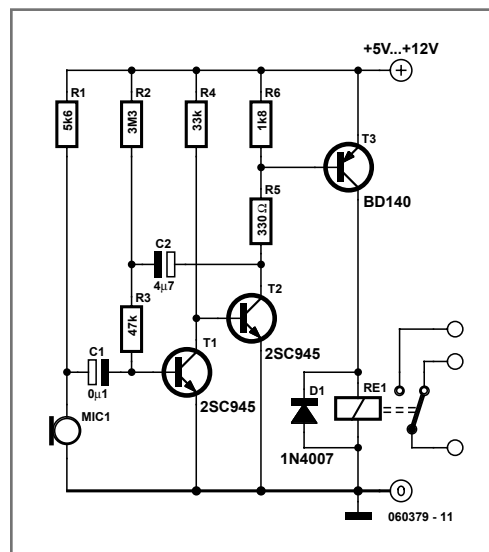 +5V...+12V
R1
R2
R4
R6
5k6
3M3
33k
1k8
T3
BD140
R5
330Ω
C2
4µ7
R3
47k
T2
2SC945
T1
2SC945
C1
0µ1
MIC1
D1
1N4007
RE1
0
060379 - 11